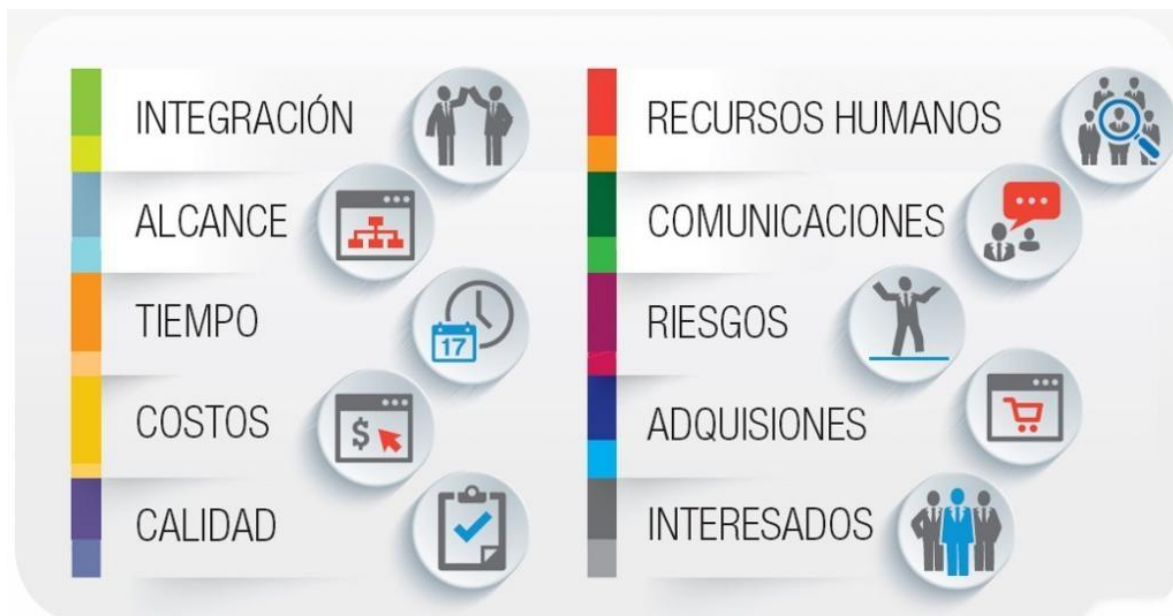 INTEGRACIÓN
ALCANCE
TIEMPO
17
COSTOS
$
CALIDAD
RECURSOS HUMANOS
COMUNICACIONES
RIESGOS
ADQUISIONES
INTERESADOS